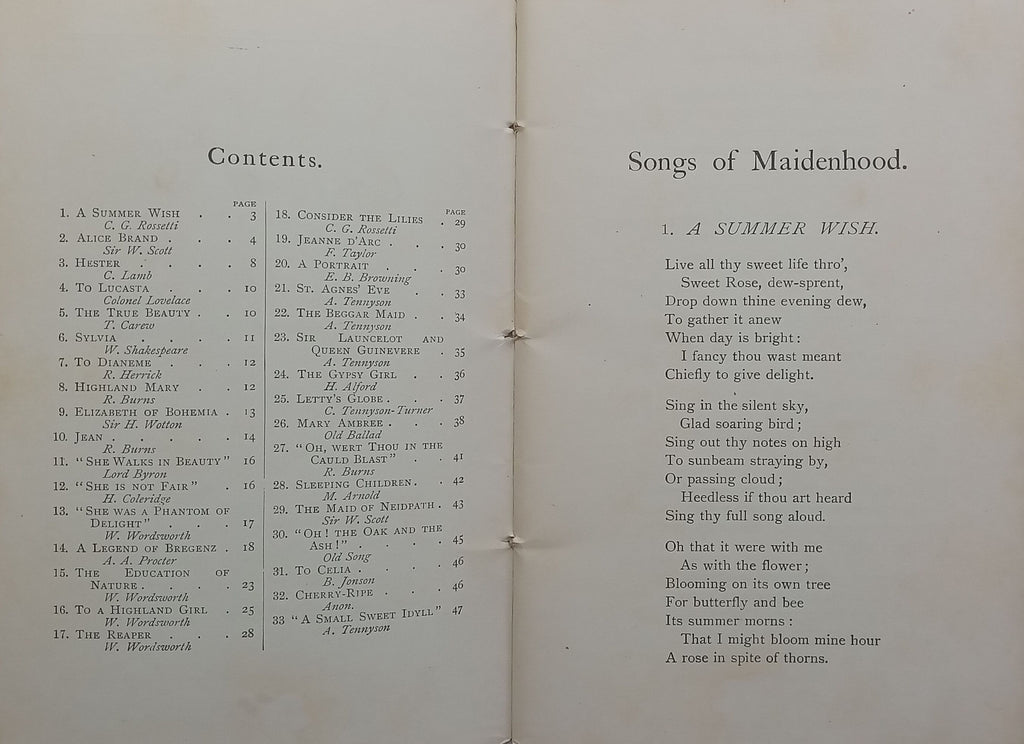 Contents.
PAGE
1. A Summer Wish . . 3
C. G. Rossetti
2. Alice Brand . . . 4
Sir W. Scott
3. Hester . . . . 8
C. Lamb
4. To Lucasta . . . 10
Colonel Lovelace
5. The True Beauty . . 10
T. Carew
6. Sylvia . . . . 11
W. Shakespeare
7. To Dianeme . . . 12
R. Herrick
8. Highland Mary . . 12
R. Burns
9. Elizabeth of Bohemia . 13
Sir H. Wotton
10. Jean . . . . . 14
R. Burns
11. "She Walks in Beauty" 16
Lord Byron
12. "She is not Fair" . 16
H. Coleridge
13. "She was a Phantom of
Delight" . . . 17
W. Wordsworth
14. A Legend of Bregenz . 18
A. A. Procter
15. The Education of
Nature . . . . 23
W. Wordsworth
16. To a Highland Girl . 25
W. Wordsworth
17. The Reaper . . . 28
W. Wordsworth
PAGE
18. Consider the Lilies . 29
C. G. Rossetti
19. Jeanne d'Arc . . . 30
F. Taylor
20. A Portrait . . . 30
E. B. Browning
21. St. Agnes' Eve . . 33
A. Tennyson
22. The Beggar Maid . . 34
A. Tennyson
23. Sir Launcelot and
Queen Guinevere . 35
A. Tennyson
24. The Gypsy Girl . . 36
H. Alford
25. Letty's Globe . . . 37
C. Tennyson-Turner
26. Mary Ambree . . . 38
Old Ballad
27. "Oh, wert Thou in the
Cauld Blast" . . 41
R. Burns
28. Sleeping Children . . 42
M. Arnold
29. The Maid of Neidpath . 43
Sir W. Scott
30. "Oh! the Oak and the
Ash!" . . . . 45
Old Song
31. To Celia . . . . 46
B. Jonson
32. Cherry-Ripe . . . 46
Anon.
33 "A Small Sweet Idyll" 47
A. Tennyson
Songs of Maidenhood.
1. A SUMMER WISH.
Live all thy sweet life thro',
Sweet Rose, dew-sprent,
Drop down thine evening dew,
To gather it anew
When day is bright :
I fancy thou wast meant
Chiefly to give delight.
Sing in the silent sky,
Glad soaring bird ;
Sing out thy notes on high
To sunbeam straying by,
Or passing cloud ;
Heedless if thou art heard
Sing thy full song aloud.
Oh that it were with me
As with the flower ;
Blooming on its own tree
For butterfly and bee
Its summer morns :
That I might bloom mine hour
A rose in spite of thorns.